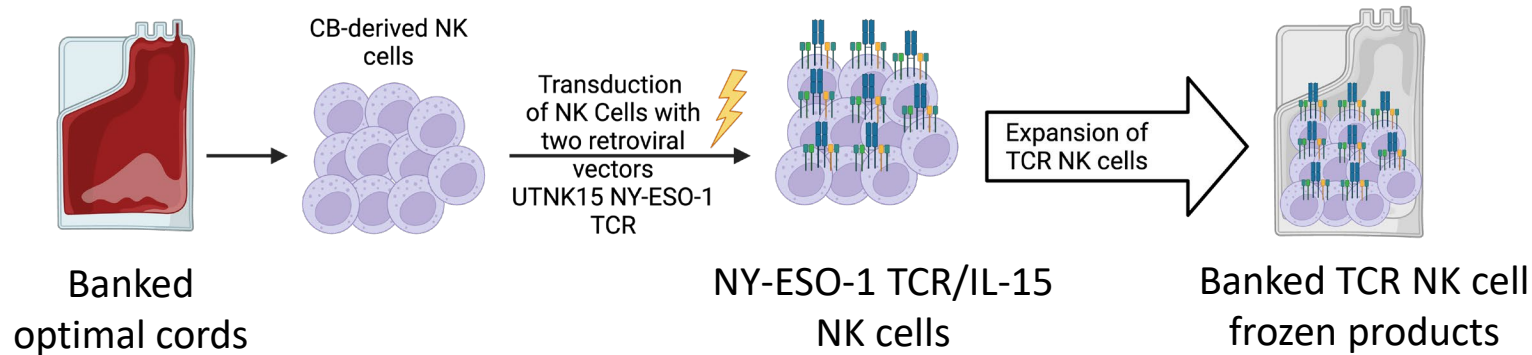 CB-derived NK
cells
Transduction
of NK Cells with
two retroviral
vectors
UTNK15 NY-ESO-1
TCR
Expansion of
TCR NK cells
Banked
optimal cords
NY-ESO-1 TCR/IL-15
NK cells
Banked TCR NK cell
frozen products